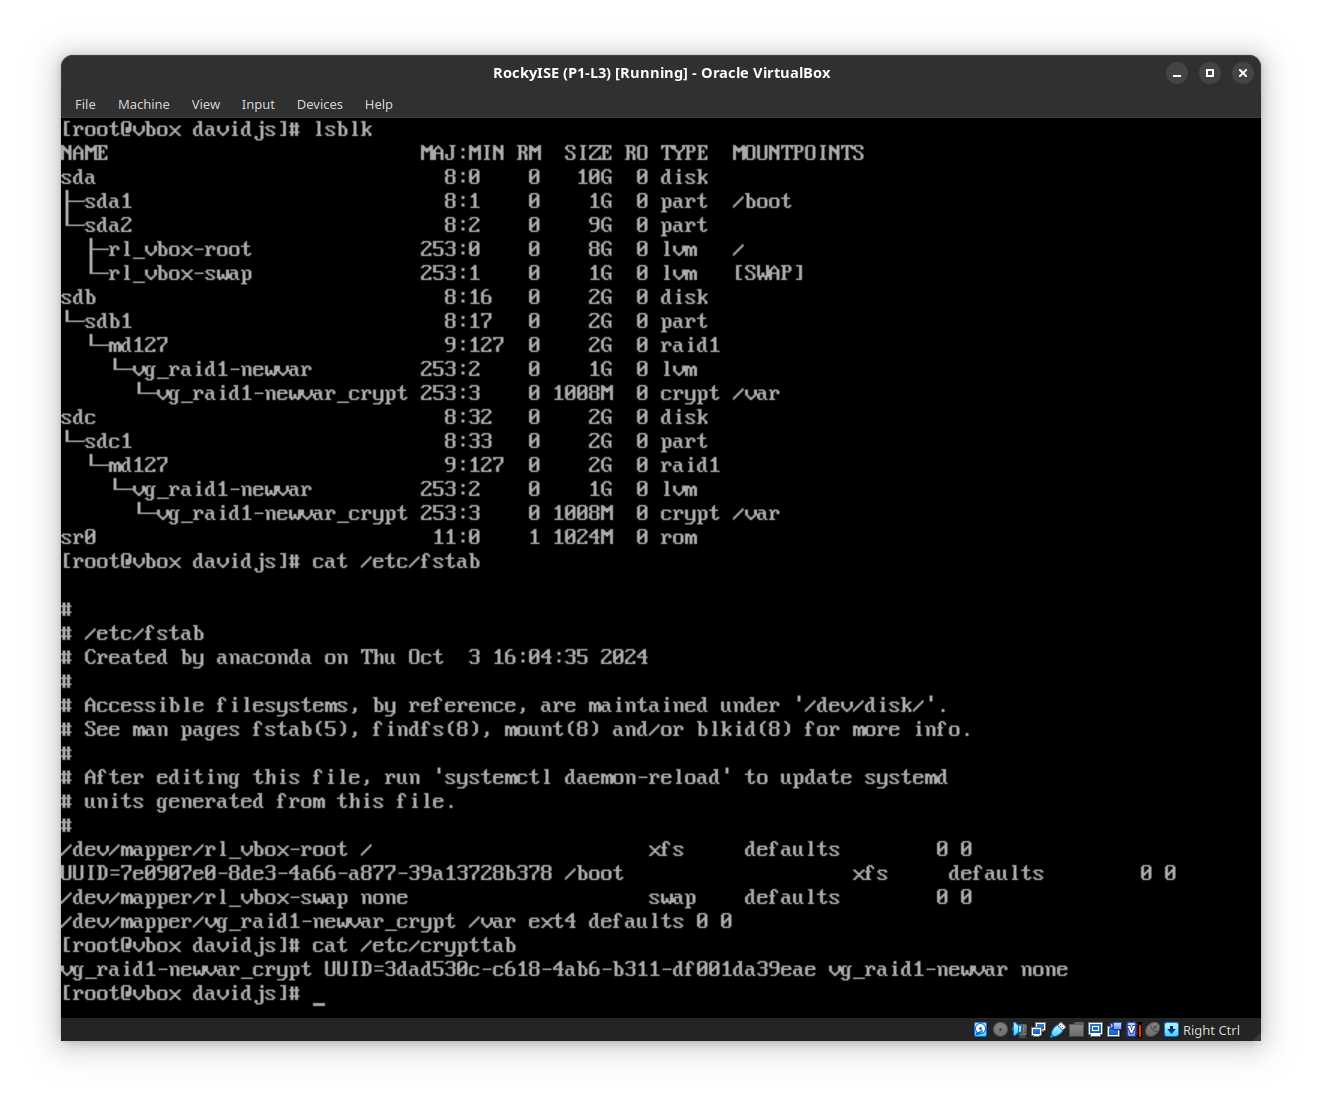 RockyISE (P1-L3) [Running] - Oracle VirtualBox
File Machine View Input Devices Help
[root@vbox davidjs]# lsblk
NAME MAJ:MIN RM SIZE RO TYPE MOUNTPOINTS
sda 8:0 0 10G 0 disk
├─sda1 8:1 0 1G 0 part /boot
└─sda2 8:2 0 9G 0 part
  ├─rl_vbox-root 253:0 0 8G 0 lvm /
  └─rl_vbox-swap 253:1 0 1G 0 lvm [SWAP]
sdb 8:16 0 2G 0 disk
└─sdb1 8:17 0 2G 0 part
  └─md127 9:127 0 2G 0 raid1
    └─vg_raid1-newvar 253:2 0 1G 0 lvm
      └─vg_raid1-newvar_crypt 253:3 0 1008M 0 crypt /var
sdc 8:32 0 2G 0 disk
└─sdc1 8:33 0 2G 0 part
  └─md127 9:127 0 2G 0 raid1
    └─vg_raid1-newvar 253:2 0 1G 0 lvm
      └─vg_raid1-newvar_crypt 253:3 0 1008M 0 crypt /var
sr0 11:0 1 1024M 0 rom
[root@vbox davidjs]# cat /etc/fstab
#
# /etc/fstab
# Created by anaconda on Thu Oct  3 16:04:35 2024
#
# Accessible filesystems, by reference, are maintained under '/dev/disk/'.
# See man pages fstab(5), findfs(8), mount(8) and/or blkid(8) for more info.
#
# After editing this file, run 'systemctl daemon-reload' to update systemd
# units generated from this file.
#
/dev/mapper/rl_vbox-root / xfs defaults 0 0
UUID=7e0907e0-8de3-4a66-a877-39a13728b378 /boot xfs defaults 0 0
/dev/mapper/rl_vbox-swap none swap defaults 0 0
/dev/mapper/vg_raid1-newvar_crypt /var ext4 defaults 0 0
[root@vbox davidjs]# cat /etc/crypttab
vg_raid1-newvar_crypt UUID=3dad530c-c618-4ab6-b311-df001da39eae vg_raid1-newvar none
[root@vbox davidjs]# _
Right Ctrl